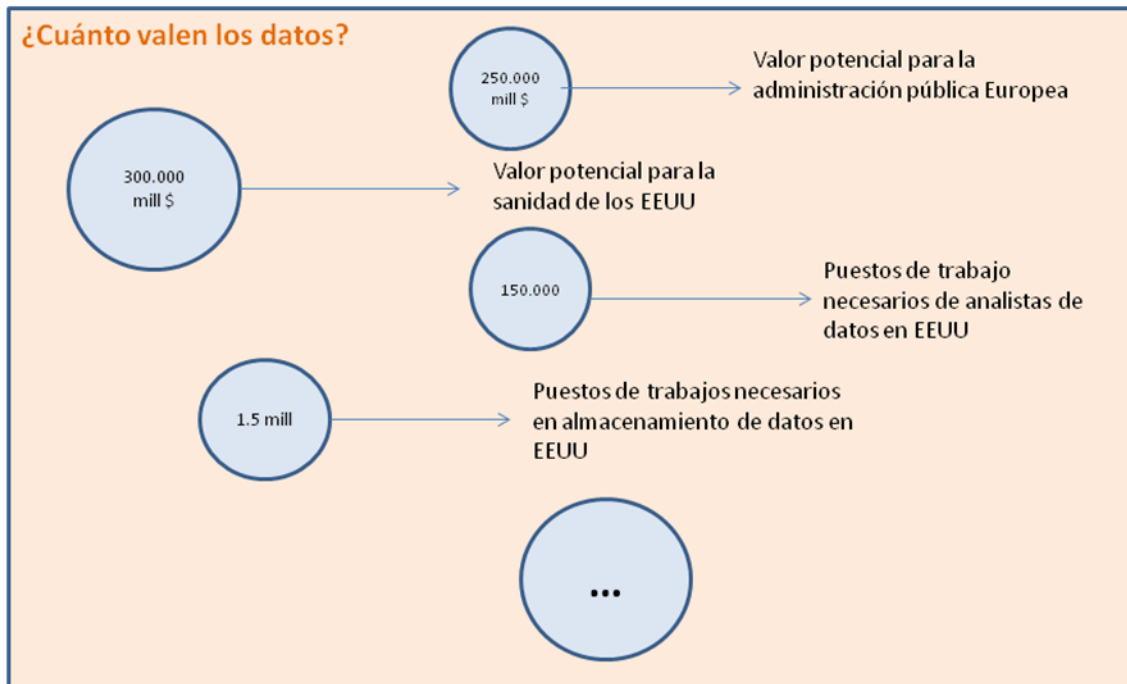 ¿Cuánto valen los datos?
250.000
mill $
Valor potencial para la
administración pública Europea
300.000
mill $
Valor potencial para la
sanidad de los EEUU
150.000
Puestos de trabajo
necesarios de analistas de
datos en EEUU
1.5 mill
Puestos de trabajos necesarios
en almacenamiento de datos en
EEUU
...